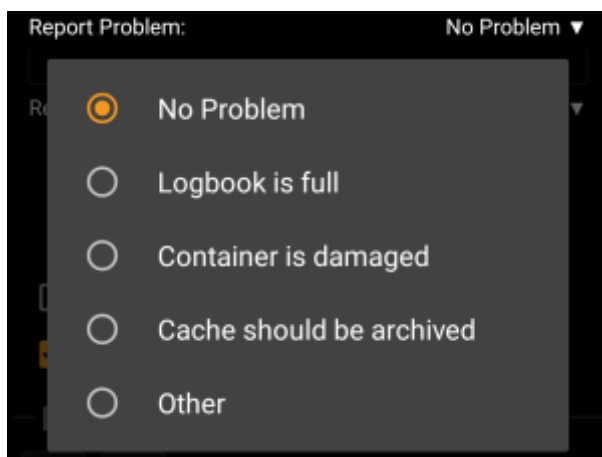 Report Problem: No Problem ▼
No Problem
Logbook is full
Container is damaged
Cache should be archived
Other